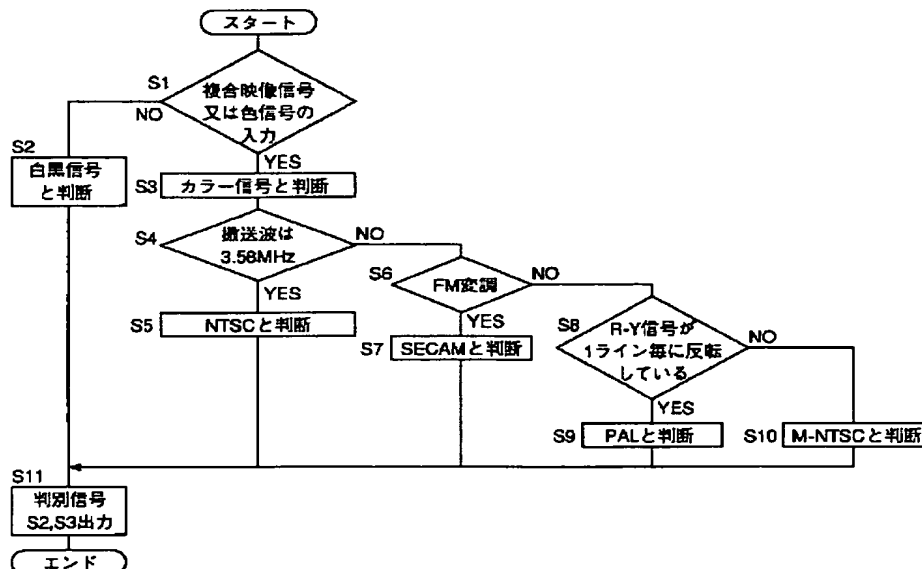 スタート
S1
複合映像信号
又は色信号の
入力
NO
YES
S2
白黒信号
と判断
S3
カラー信号と判断
S4
搬送波は
3.58MHz
NO
YES
S5
NTSCと判断
S6
FM変調
NO
YES
S7
SECAMと判断
S8
R-Y信号が
1ライン毎に反転
している
NO
YES
S9
PALと判断
S10
M-NTSCと判断
S11
判別信号
S2,S3出力
エンド